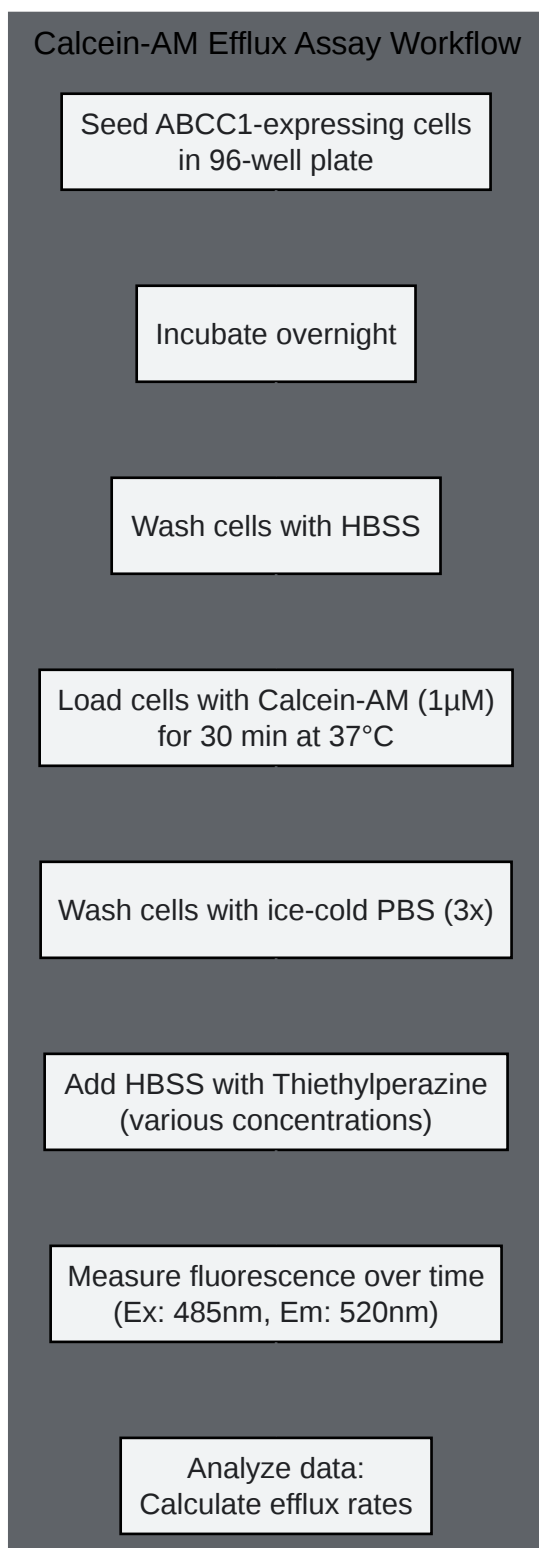 Calcein-AM Efflux Assay Workflow
Seed ABCC1-expressing cells
in 96-well plate
Incubate overnight
Wash cells with HBSS
Load cells with Calcein-AM (1µM)
for 30 min at 37°C
Wash cells with ice-cold PBS (3x)
Add HBSS with Thiethylperazine
(various concentrations)
Measure fluorescence over time
(Ex: 485nm, Em: 520nm)
Analyze data:
Calculate efflux rates